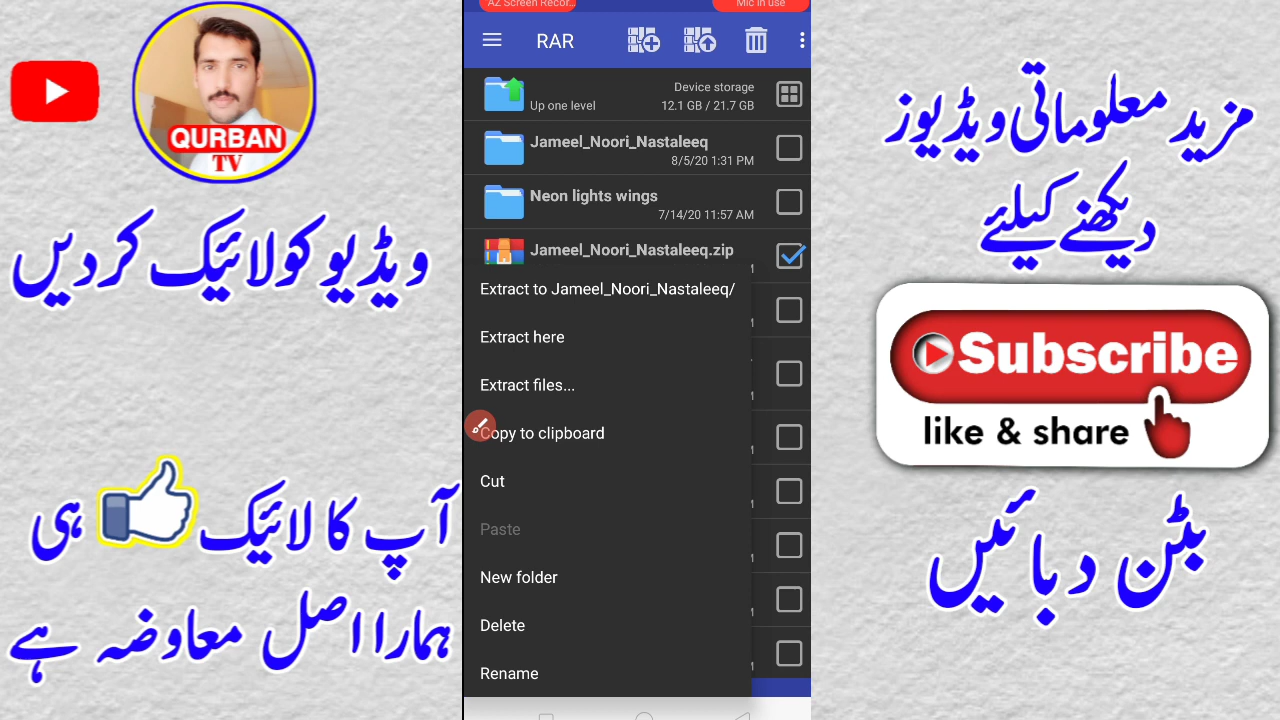 QURBAN
TV
ویڈیو کو لائیک کر دیں
آپ کا لائیک ہی
ہمارا اصل معاوضہ ہے
AZ Screen Recor..
Mic in use
RAR
Device storage
Up one level
12.1 GB / 21.7 GB
Jameel_Noori_Nastaleeq
8/5/20 1:31 PM
Neon lights wings
7/14/20 11:57 AM
Jameel_Noori_Nastaleeq.zip
Extract to Jameel_Noori_Nastaleeq/
Extract here
Extract files...
Copy to clipboard
Cut
Paste
New folder
Delete
Rename
مزید معلوماتی ویڈیوز
دیکھنے کیلئے
Subscribe
like & share
بٹن دبائیں